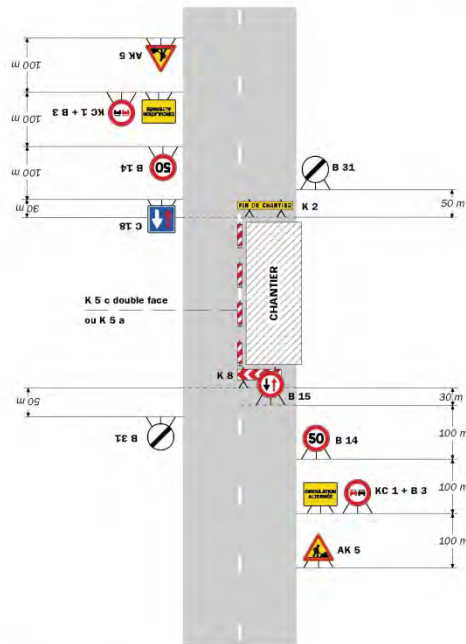 AK 5
100 m
KC 1 + B 3
CIRCULATION
ALTERNÉE
100 m
B 14
50
100 m
C 18
30 m
B 31
50 m
FIN DE CHANTIER
K 2
CHANTIER
K 5 c double face
ou K 5 a
K 8
B 15
50 m
30 m
B 31
50
B 14
100 m
CIRCULATION
ALTERNÉE
KC 1 + B 3
100 m
AK 5
100 m